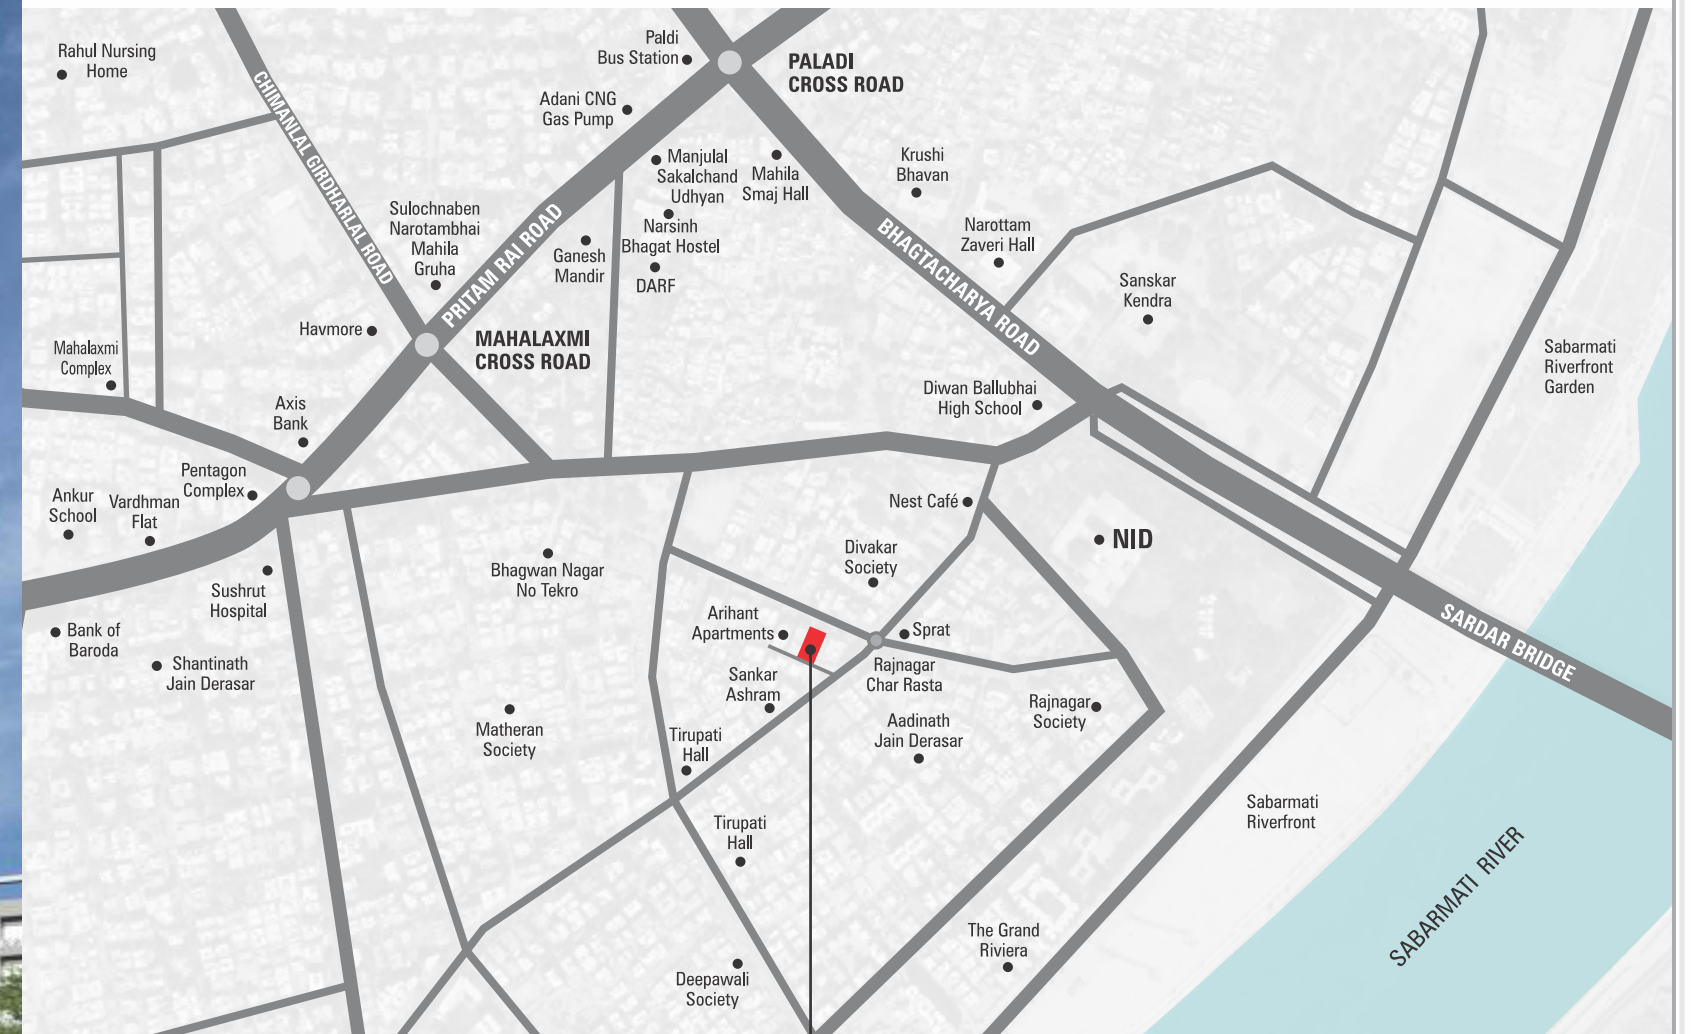 Rahul Nursing
Home
Paldi
Bus Station
PALADI
CROSS ROAD
Adani CNG
Gas Pump
CHIMANLAL GIRDHARLAL ROAD
Manjulal
Sakalchand
Udhyan
Mahila
Smaj Hall
Krushi
Bhavan
Sulochnaben
Narotambhai
Mahila
Gruha
PRITAM RAI ROAD
Narsinh
Bhagat Hostel
Ganesh
Mandir
DARF
BHAGTACHARYA ROAD
Narottam
Zaveri Hall
Sanskar
Kendra
Havmore
MAHALAXMI
CROSS ROAD
Mahalaxmi
Complex
Sabarmati
Riverfront
Garden
Axis
Bank
Diwan Ballubhai
High School
Pentagon
Complex
Ankur
School
Vardhman
Flat
Nest Café
NID
Divakar
Society
Bhagwan Nagar
No Tekro
Sushrut
Hospital
Arihant
Apartments
Sprat
SARDAR BRIDGE
Bank of
Baroda
Shantinath
Jain Derasar
Rajnagar
Char Rasta
Sankar
Ashram
Rajnagar
Society
Matheran
Society
Tirupati
Hall
Aadinath
Jain Derasar
Sabarmati
Riverfront
Tirupati
Hall
SABARMATI RIVER
The Grand
Riviera
Deepawali
Society